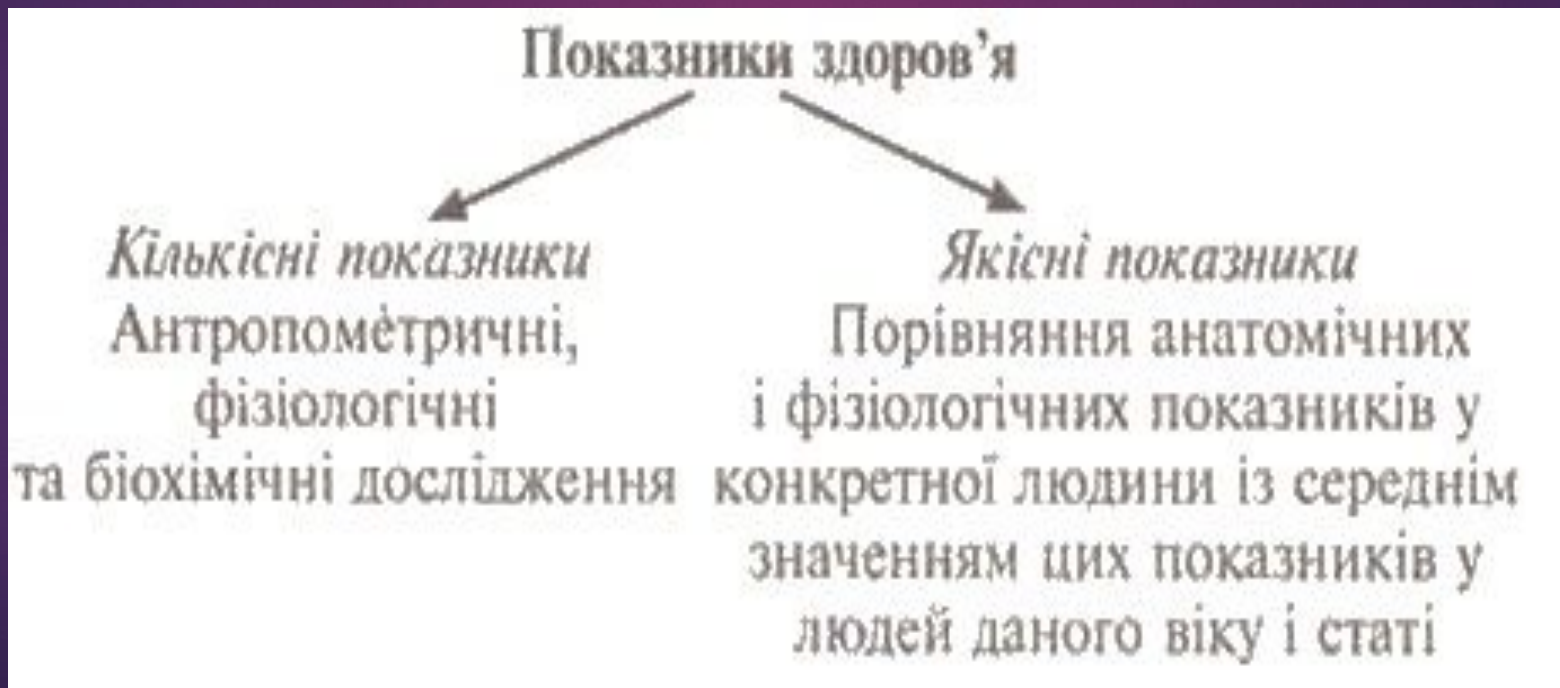 Показники здоров’я
Кількісні показники
Антропометричні,
фізіологічні
та біохімічні дослідження
Якісні показники
Порівняння анатомічних
і фізіологічних показників у
конкретної людини із середнім
значенням цих показників у
людей даного віку і статі